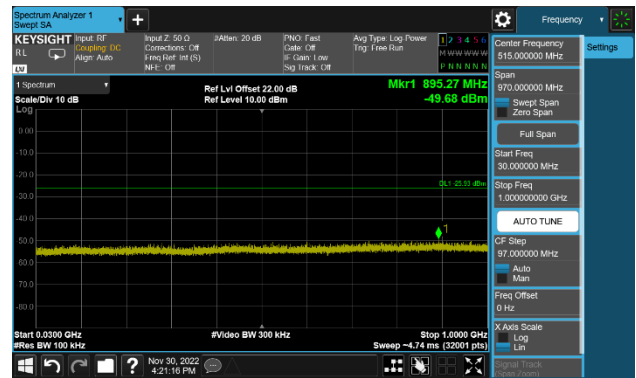 Spectrum Analyzer 1
Swept SA
Frequency
KEYSIGHT
RL
Input: RF
Coupling: DC
Align: Auto
Input Z: 50 Ω
Corrections: Off
Freq Ref: Int (S)
NFE: Off
#Atten: 20 dB
PNO: Fast
Gate: Off
IF Gain: Low
Sig Track: Off
Avg Type: Log-Power
Trig: Free Run
1 2 3 4 5 6
M W W W W W
P N N N N N
LXI
1 Spectrum
Scale/Div 10 dB
Log
Ref Lvl Offset 22.00 dB
Ref Level 10.00 dBm
Mkr1 895.27 MHz
-49.68 dBm
0.00
-10.0
-20.0
-30.0
-40.0
-50.0
-60.0
-70.0
-80.0
DL1 -25.93 dBm
1
Start 0.0300 GHz
#Res BW 100 kHz
#Video BW 300 kHz
Stop 1.0000 GHz
Sweep ~4.74 ms (32001 pts)
Nov 30, 2022
4:21:16 PM
Center Frequency
515.000000 MHz
Settings
Span
970.000000 MHz
Swept Span
Zero Span
Full Span
Start Freq
30.000000 MHz
Stop Freq
1.000000000 GHz
AUTO TUNE
CF Step
97.000000 MHz
Auto
Man
Freq Offset
0 Hz
X Axis Scale
Log
Lin
Signal Track
(Span Zoom)